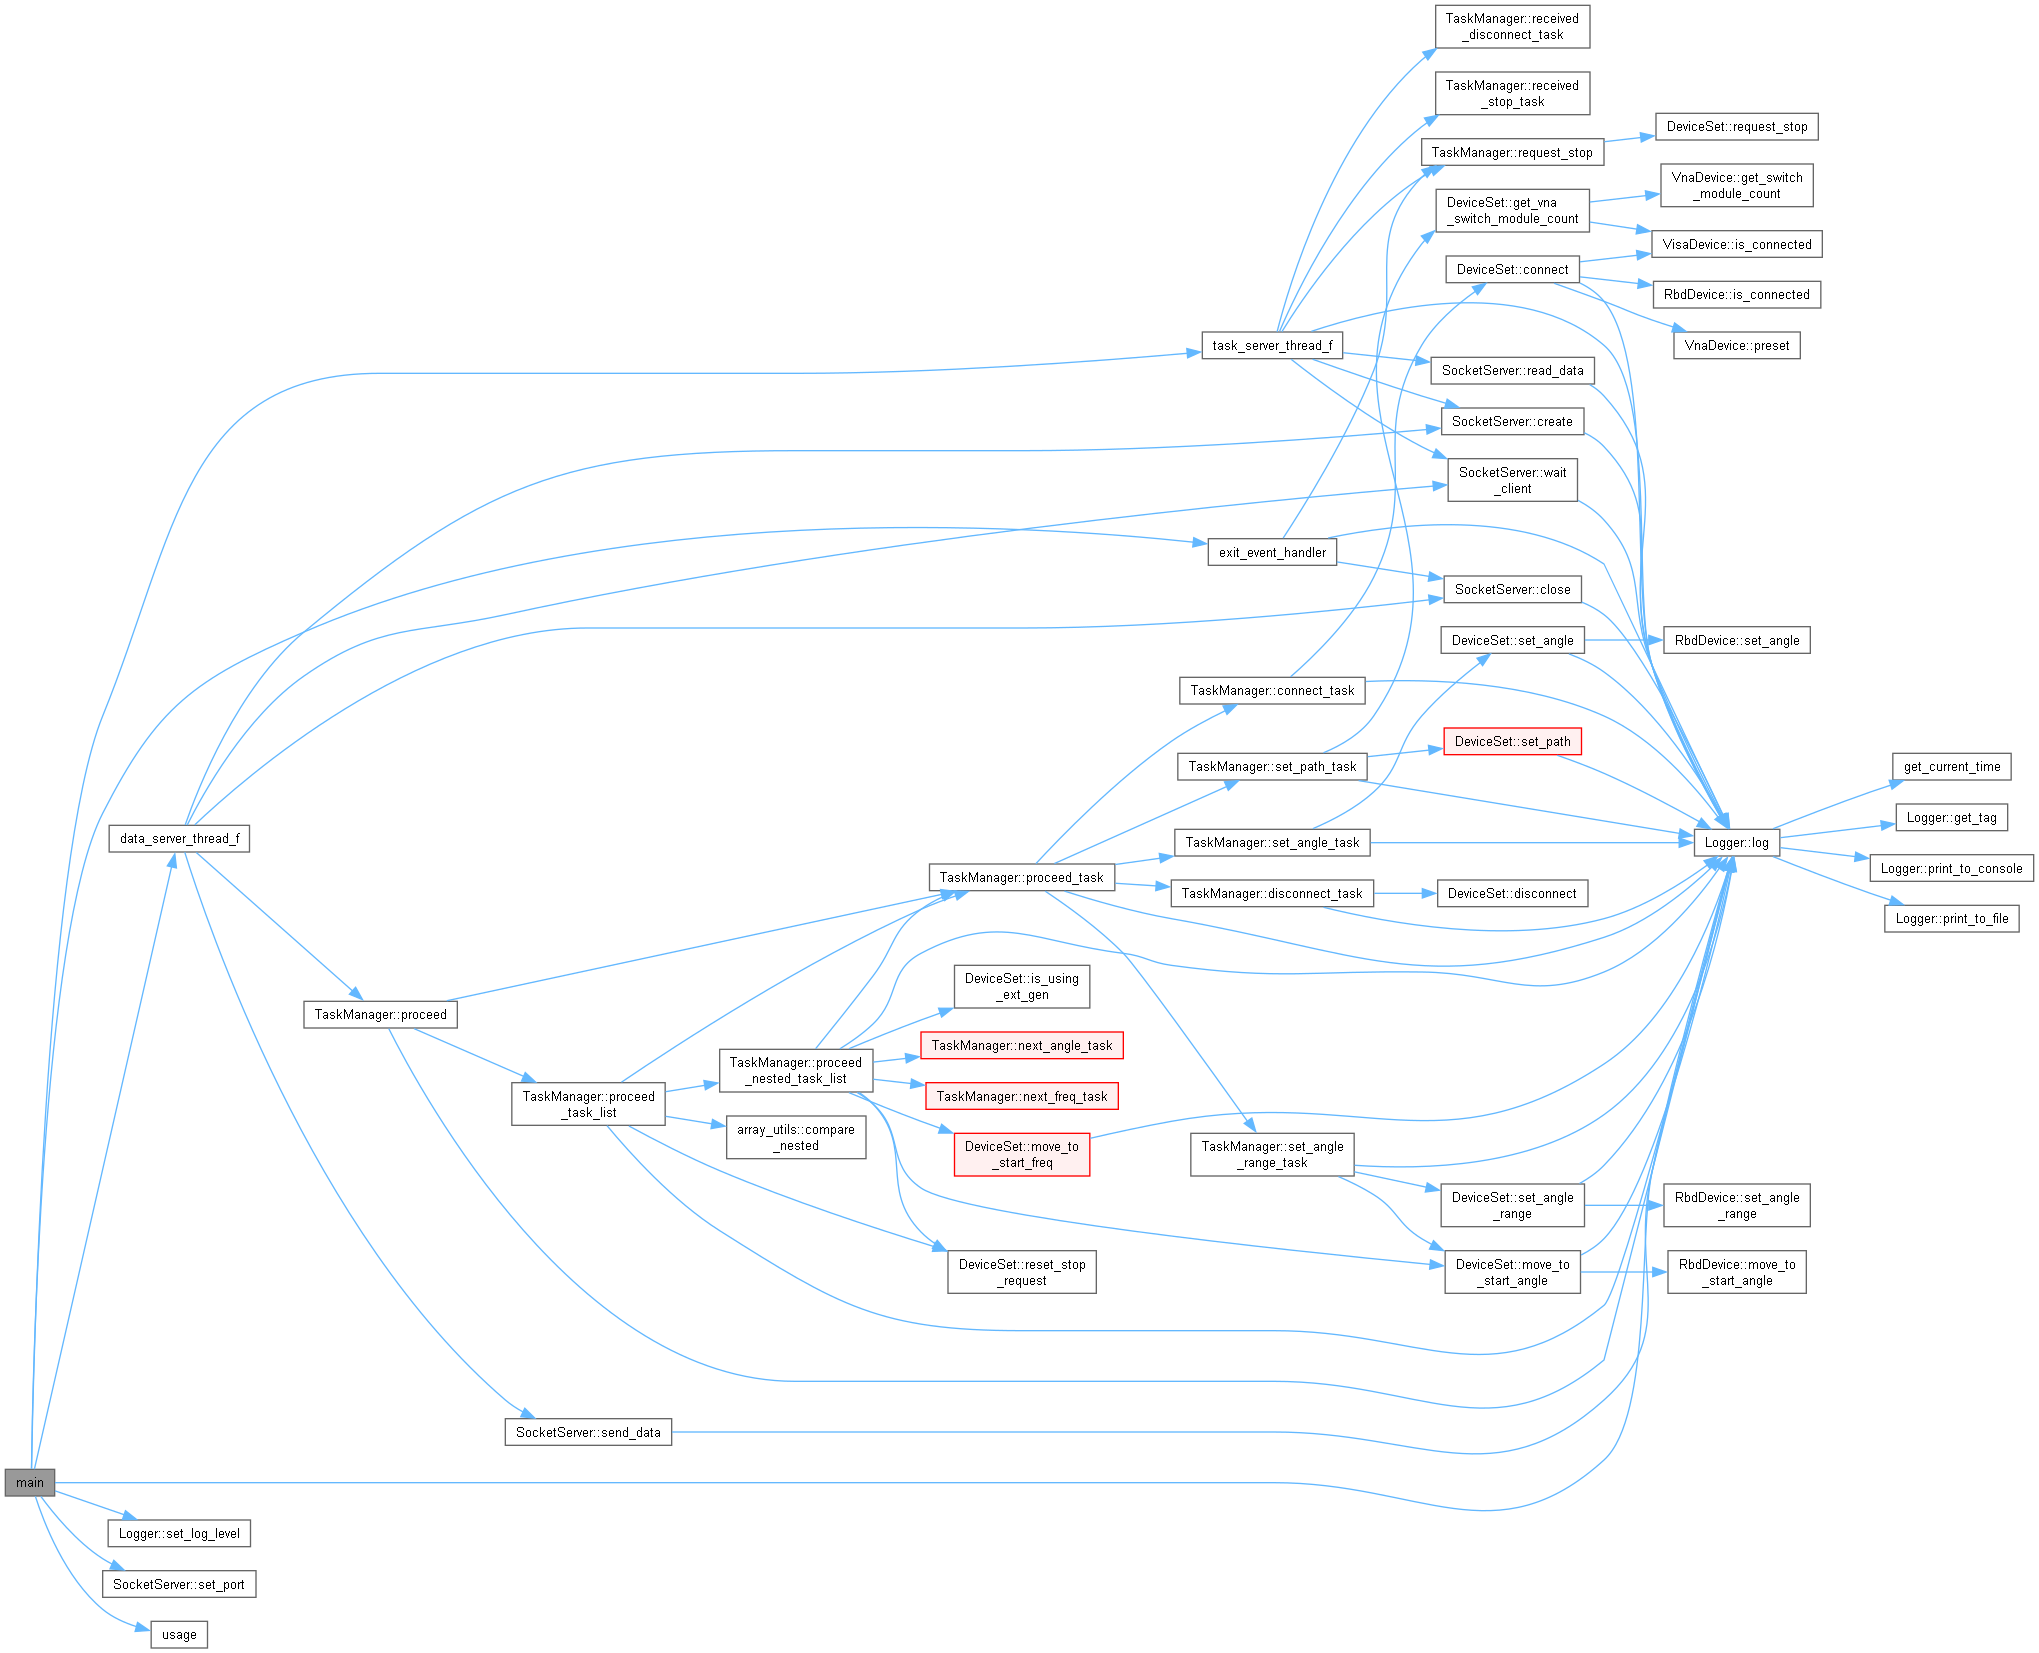 TaskManager::received
_disconnect_task
TaskManager::received
_stop_task
DeviceSet::request_stop
TaskManager::request_stop
VnaDevice::get_switch
_module_count
DeviceSet::get_vna
_switch_module_count
VisaDevice::is_connected
DeviceSet::connect
RbdDevice::is_connected
task_server_thread_f
VnaDevice::preset
SocketServer::read_data
SocketServer::create
SocketServer::wait
_client
exit_event_handler
SocketServer::close
DeviceSet::set_angle
RbdDevice::set_angle
TaskManager::connect_task
DeviceSet::set_path
TaskManager::set_path_task
get_current_time
Logger::get_tag
data_server_thread_f
TaskManager::set_angle_task
Logger::log
Logger::print_to_console
TaskManager::proceed_task
TaskManager::disconnect_task
DeviceSet::disconnect
Logger::print_to_file
DeviceSet::is_using
_ext_gen
TaskManager::proceed
TaskManager::next_angle_task
TaskManager::proceed
_nested_task_list
TaskManager::next_freq_task
TaskManager::proceed
_task_list
array_utils::compare
_nested
DeviceSet::move_to
_start_freq
TaskManager::set_angle
_range_task
DeviceSet::set_angle
_range
RbdDevice::set_angle
_range
DeviceSet::reset_stop
_request
DeviceSet::move_to
_start_angle
RbdDevice::move_to
_start_angle
SocketServer::send_data
main
Logger::set_log_level
SocketServer::set_port
usage